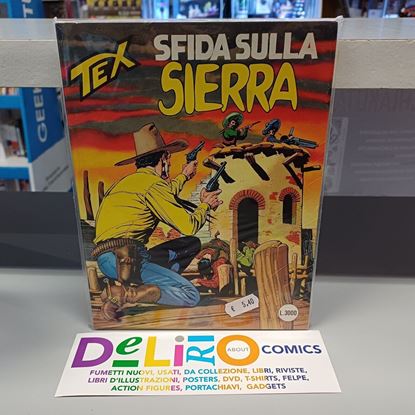 TEX
SFIDA SULLA
SIERRA
€ 5,40
L.3000
DeLiRiO ABOUT COMICS
FUMETTI NUOVI, USATI, DA COLLEZIONE, LIBRI, RIVISTE,
LIBRI D'ILLUSTRAZIONI, POSTERS, DVD, T-SHIRTS, FELPE,
ACTION FIGURES, PORTACHIAVI, GADGETS
GEEK